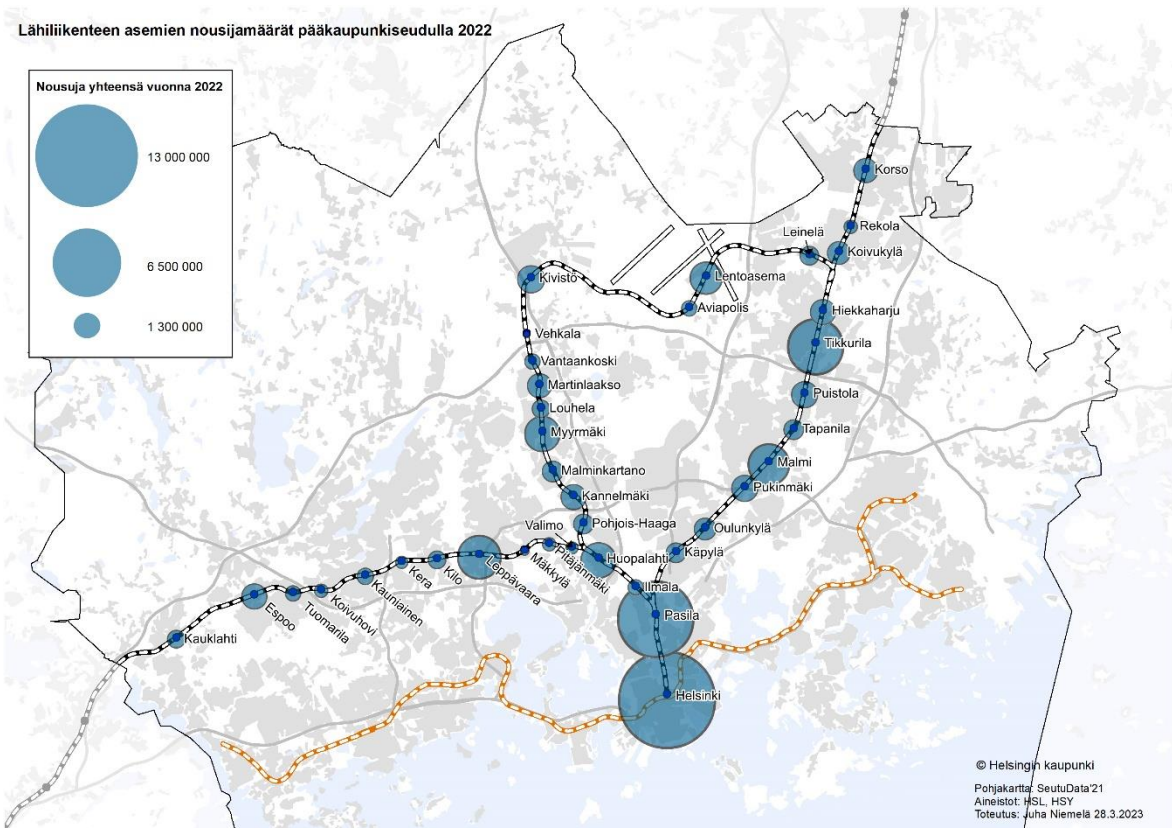 Lähiliikenteen asemien nousijamäärät pääkaupunkiseudulla 2022
Nousuja yhteensä vuonna 2022
13 000 000
6 500 000
1 300 000
Korso
Rekola
Leinelä
Koivukylä
Kivistö
Lentoasema
Aviapolis
Hiekkaharju
Vehkala
Tikkurila
Vantaankoski
Martinlaakso
Puistola
Louhela
Myyrmäki
Tapanila
Malmi
Malminkartano
Pukinmäki
Kannelmäki
Pohjois-Haaga
Oulunkylä
Valimo
Huopalahti
Käpylä
Pitäjänmäki
Mäkkylä
Leppävaara
Kilo
Kera
Kauniainen
Koivuhovi
Tuomarila
Espoo
Kauklahti
Ilmala
Pasila
Helsinki
© Helsingin kaupunki
Pohjakartta: SeutuData'21
Aineistot: HSL, HSY
Toteutus: Juha Niemelä 28.3.2023